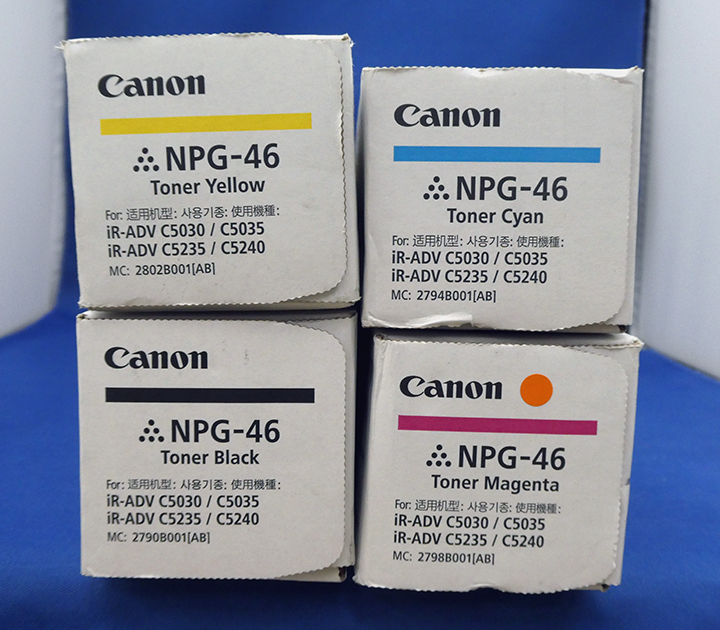 Canon
NPG-46
Toner Yellow
For: 适用机型: 사용기종: 使用機種:
iR-ADV C5030 / C5035
iR-ADV C5235 / C5240
MC: 2802B001[AB]
Canon
NPG-46
Toner Cyan
For: 适用机型: 사용기종: 使用機種:
iR-ADV C5030 / C5035
iR-ADV C5235 / C5240
MC: 2794B001[AB]
Canon
NPG-46
Toner Black
For: 适用机型: 사용기종: 使用機種:
iR-ADV C5030 / C5035
iR-ADV C5235 / C5240
MC: 2790B001[AB]
Canon
NPG-46
Toner Magenta
For: 适用机型: 사용기종: 使用機種:
iR-ADV C5030 / C5035
iR-ADV C5235 / C5240
MC: 2798B001[AB]